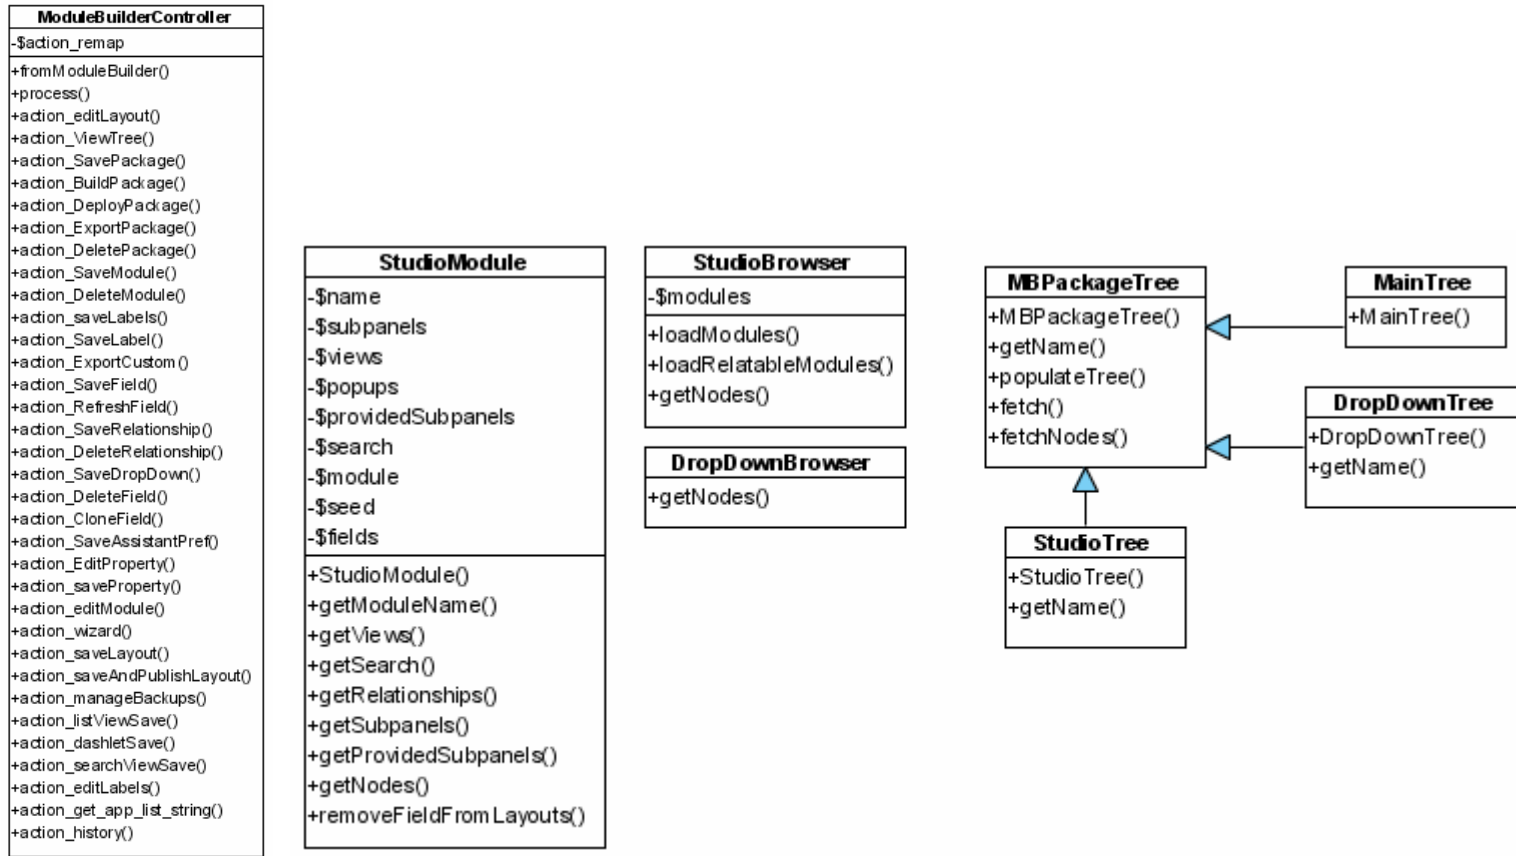 ModuleBuilderController
-$action_remap
+fromModuleBuilder()
+process()
+action_editLayout()
+action_ViewTree()
+action_SavePackage()
+action_BuildPackage()
+action_DeployPackage()
+action_ExportPackage()
+action_DeletePackage()
+action_SaveModule()
+action_DeleteModule()
+action_saveLabels()
+action_SaveLabel()
+action_ExportCustom()
+action_SaveField()
+action_RefreshField()
+action_SaveRelationship()
+action_DeleteRelationship()
+action_SaveDropDown()
+action_DeleteField()
+action_CloneField()
+action_SaveAssistantPref()
+action_EditProperty()
+action_saveProperty()
+action_editModule()
+action_wizard()
+action_saveLayout()
+action_saveAndPublishLayout()
+action_manageBackups()
+action_listViewSave()
+action_dashletSave()
+action_searchViewSave()
+action_editLabels()
+action_get_app_list_string()
+action_history()
StudioModule
-$name
-$subpanels
-$views
-$popups
-$providedSubpanels
-$search
-$module
-$seed
-$fields
+StudioModule()
+getModuleName()
+getViews()
+getSearch()
+getRelationships()
+getSubpanels()
+getProvidedSubpanels()
+getNodes()
+removeFieldFromLayouts()
StudioBrowser
-$modules
+loadModules()
+loadRelatableModules()
+getNodes()
DropDownBrowser
+getNodes()
MBPackageTree
+MBPackageTree()
+getName()
+populateTree()
+fetch()
+fetchNodes()
MainTree
+MainTree()
DropDownTree
+DropDownTree()
+getName()
StudioTree
+StudioTree()
+getName()